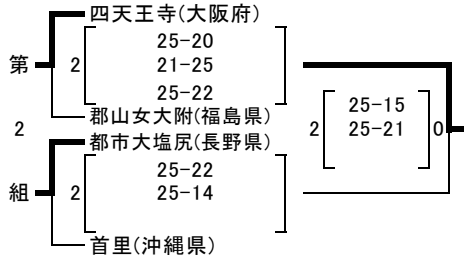 四天王寺(大阪府)
25-20
第 2 21-25
25-22
郡山女大附(福島県)
25-15
2 2 25-21 0
都市大塩尻(長野県)
25-22
組 2 25-14
首里(沖縄県)